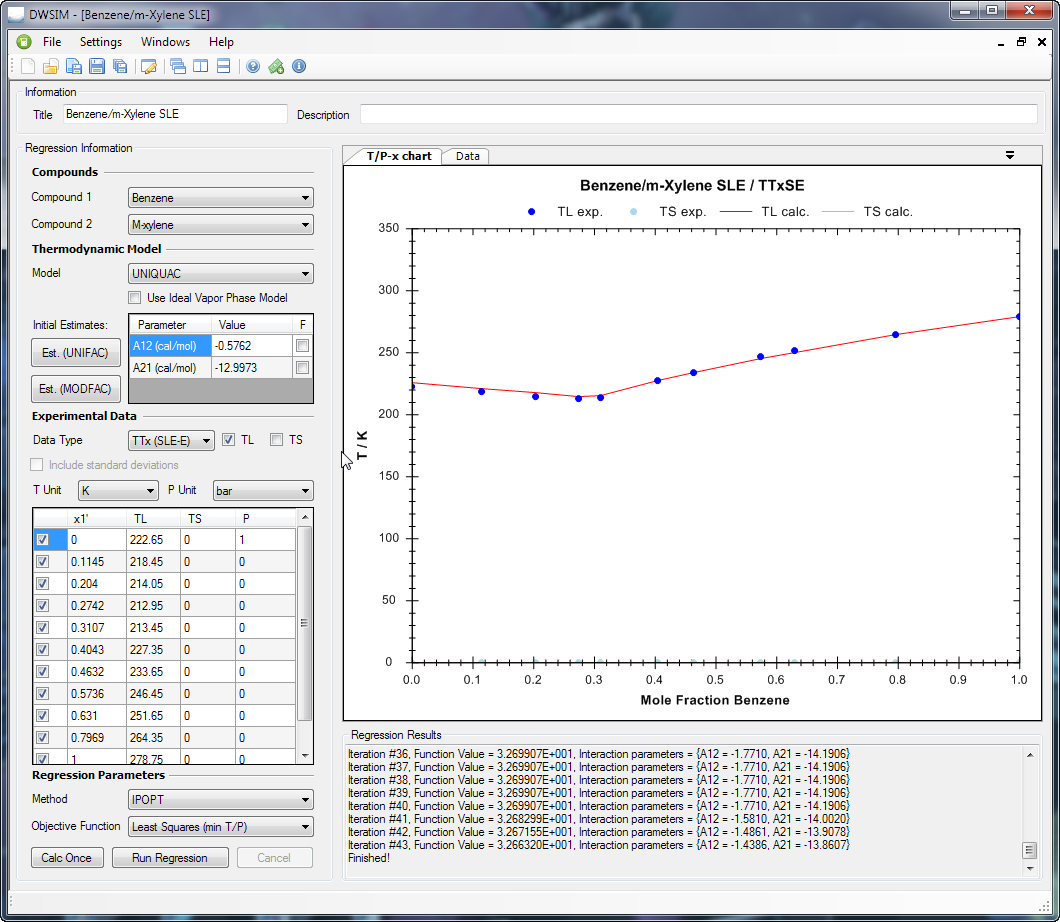 DWSIM - [Benzene/m-Xylene SLE]
File Settings Windows Help
Information
Title Benzene/m-Xylene SLE Description
Regression Information
Compounds
Compound 1 Benzene
Compound 2 M-xylene
Thermodynamic Model
Model UNIQUAC
Use Ideal Vapor Phase Model
Initial Estimates:
Parameter Value F
A12 (cal/mol) -0.5762
A21 (cal/mol) -12.9973
Est. (UNIFAC)
Est. (MODFAC)
Experimental Data
Data Type TTx (SLE-E) TL TS
Include standard deviations
T Unit K P Unit bar
x1' TL TS P
0 222.65 0 1
0.1145 218.45 0 0
0.204 214.05 0 0
0.2742 212.95 0 0
0.3107 213.45 0 0
0.4043 227.35 0 0
0.4632 233.65 0 0
0.5736 246.45 0 0
0.631 251.65 0 0
0.7969 264.35 0 0
1 278.75 0 0
Regression Parameters
Method IPOPT
Objective Function Least Squares (min T/P)
Calc Once Run Regression Cancel
T/P-x chart Data
Benzene/m-Xylene SLE / TTxSE
TL exp. TS exp. TL calc. TS calc.
350
300
250
200
150
100
50
0
T / K
0.0 0.1 0.2 0.3 0.4 0.5 0.6 0.7 0.8 0.9 1.0
Mole Fraction Benzene
Regression Results
Iteration #36, Function Value = 3.269907E+001, Interaction parameters = {A12 = -1.7710, A21 = -14.1906}
Iteration #37, Function Value = 3.269907E+001, Interaction parameters = {A12 = -1.7710, A21 = -14.1906}
Iteration #38, Function Value = 3.269907E+001, Interaction parameters = {A12 = -1.7710, A21 = -14.1906}
Iteration #39, Function Value = 3.269907E+001, Interaction parameters = {A12 = -1.7710, A21 = -14.1906}
Iteration #40, Function Value = 3.269907E+001, Interaction parameters = {A12 = -1.7710, A21 = -14.1906}
Iteration #41, Function Value = 3.268299E+001, Interaction parameters = {A12 = -1.5810, A21 = -14.0020}
Iteration #42, Function Value = 3.267155E+001, Interaction parameters = {A12 = -1.4861, A21 = -13.9078}
Iteration #43, Function Value = 3.266320E+001, Interaction parameters = {A12 = -1.4386, A21 = -13.8607}
Finished!